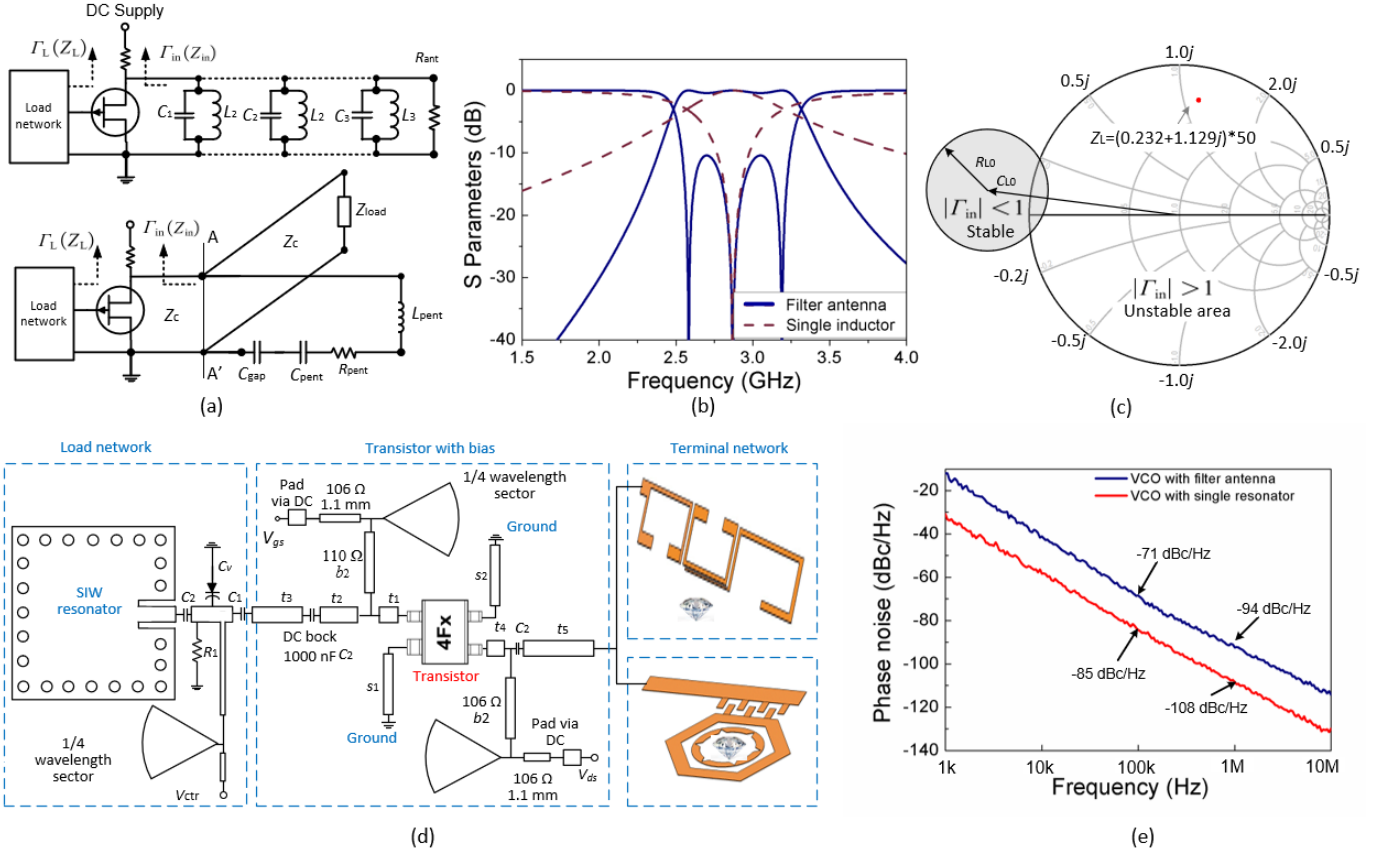 DC Supply
ΓL(ZL)
Γin(Zin)
Rant
Load
network
C1
L2
C2
L2
C3
L3
Zload
ΓL(ZL)
Γin(Zin)
A
Zc
Load
network
Zc
Lpent
A'
Cgap
Cpent
Rpent
(a)
S Parameters (dB)
0
-10
-20
-30
-40
Filter antenna
Single inductor
1.5
2.0
2.5
3.0
3.5
4.0
Frequency (GHz)
(b)
1.0j
0.5j
2.0j
ZL=(0.232+1.129j)*50
0.5j
RL0
CL0
|Γin| < 1
Stable
-0.2j
-0.5j
|Γin| > 1
Unstable area
-0.5j
-2.0j
-1.0j
(c)
Load network
Transistor with bias
Terminal network
SIW
resonator
Cv
C2
C1
R1
1/4
wavelength
sector
Vctr
Pad
via DC
106 Ω
1.1 mm
1/4 wavelength
sector
Vgs
110 Ω
b2
Ground
s2
t3
t2
t1
DC bock
1000 nF C2
4Fx
Transistor
t4
C2
t5
s1
Ground
106 Ω
b2
Pad via
DC
106 Ω
1.1 mm
Vds
(d)
Phase noise (dBc/Hz)
-20
-40
-60
-80
-100
-120
-140
VCO with filter antenna
VCO with single resonator
-71 dBc/Hz
-94 dBc/Hz
-85 dBc/Hz
-108 dBc/Hz
1k
10k
100k
1M
10M
Frequency (Hz)
(e)